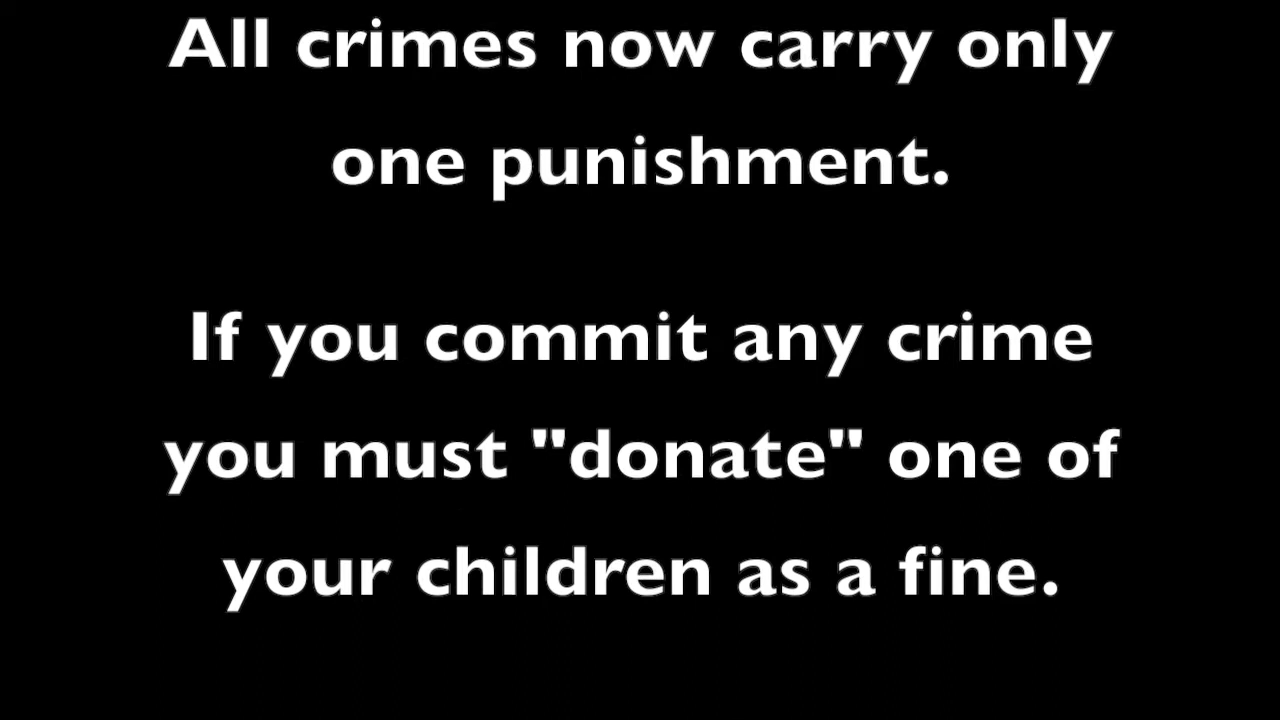 All crimes now carry only
one punishment.
If you commit any crime
you must "donate" one of
your children as a fine.